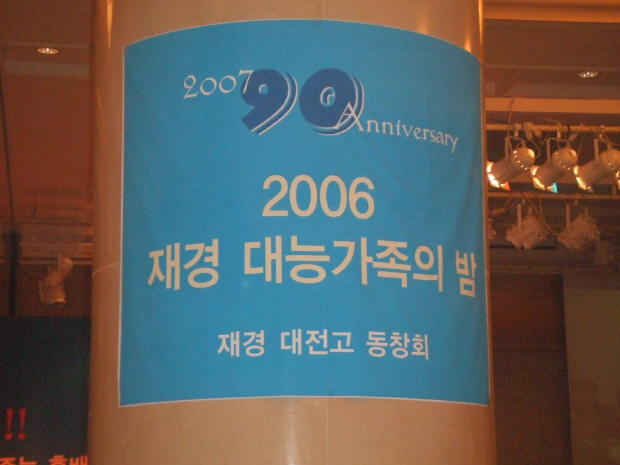 2007 90 Anniversary
2006
재경 대능가족의 밤
재경 대전고 동창회
!!